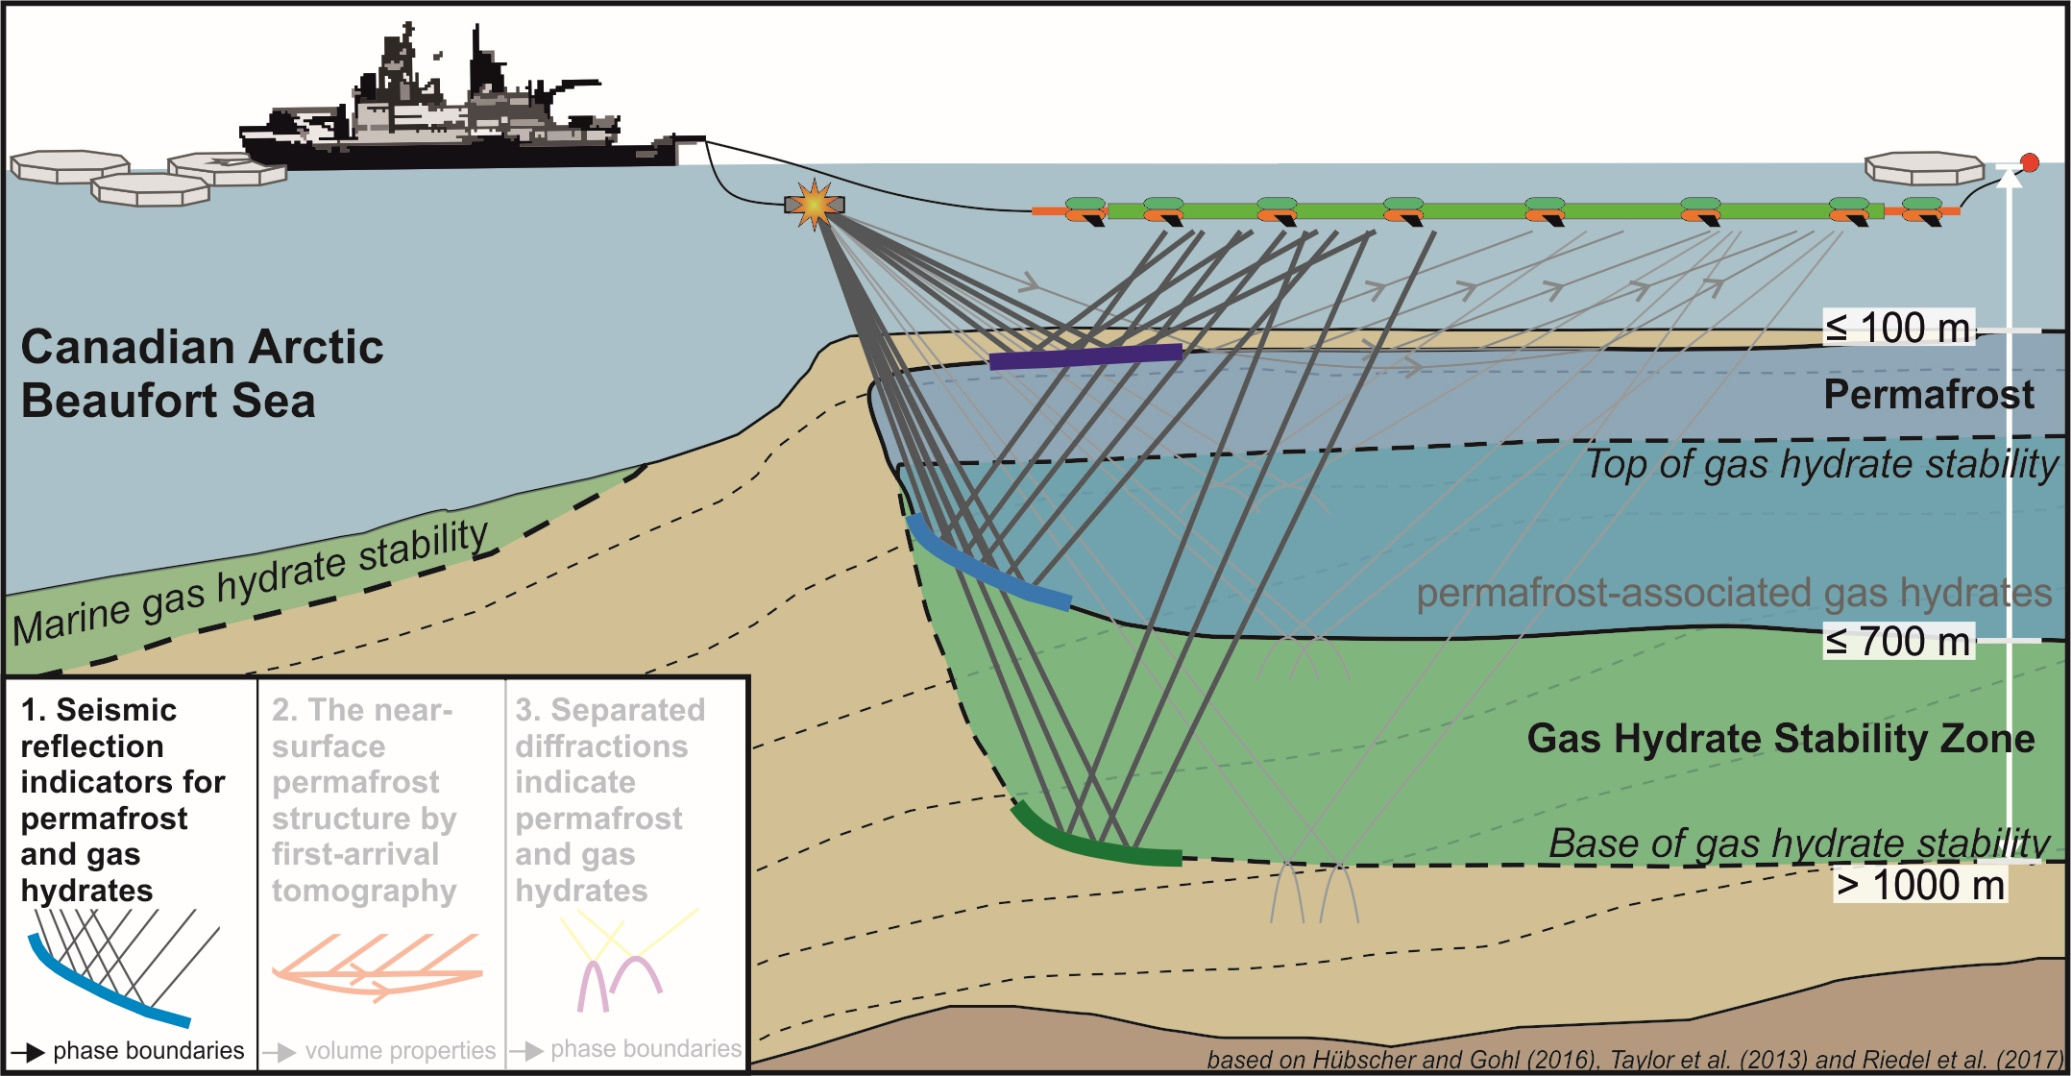 Canadian Arctic
Beaufort Sea
≤ 100 m
Permafrost
Top of gas hydrate stability
Marine gas hydrate stability
permafrost-associated gas hydrates
≤ 700 m
Gas Hydrate Stability Zone
Base of gas hydrate stability
> 1000 m
1. Seismic
reflection
indicators for
permafrost
and gas
hydrates
phase boundaries
2. The near-
surface
permafrost
structure by
first-arrival
tomography
volume properties
3. Separated
diffractions
indicate
permafrost
and gas
hydrates
phase boundaries
based on Hübscher and Gohl (2016), Taylor et al. (2013) and Riedel et al. (2017)